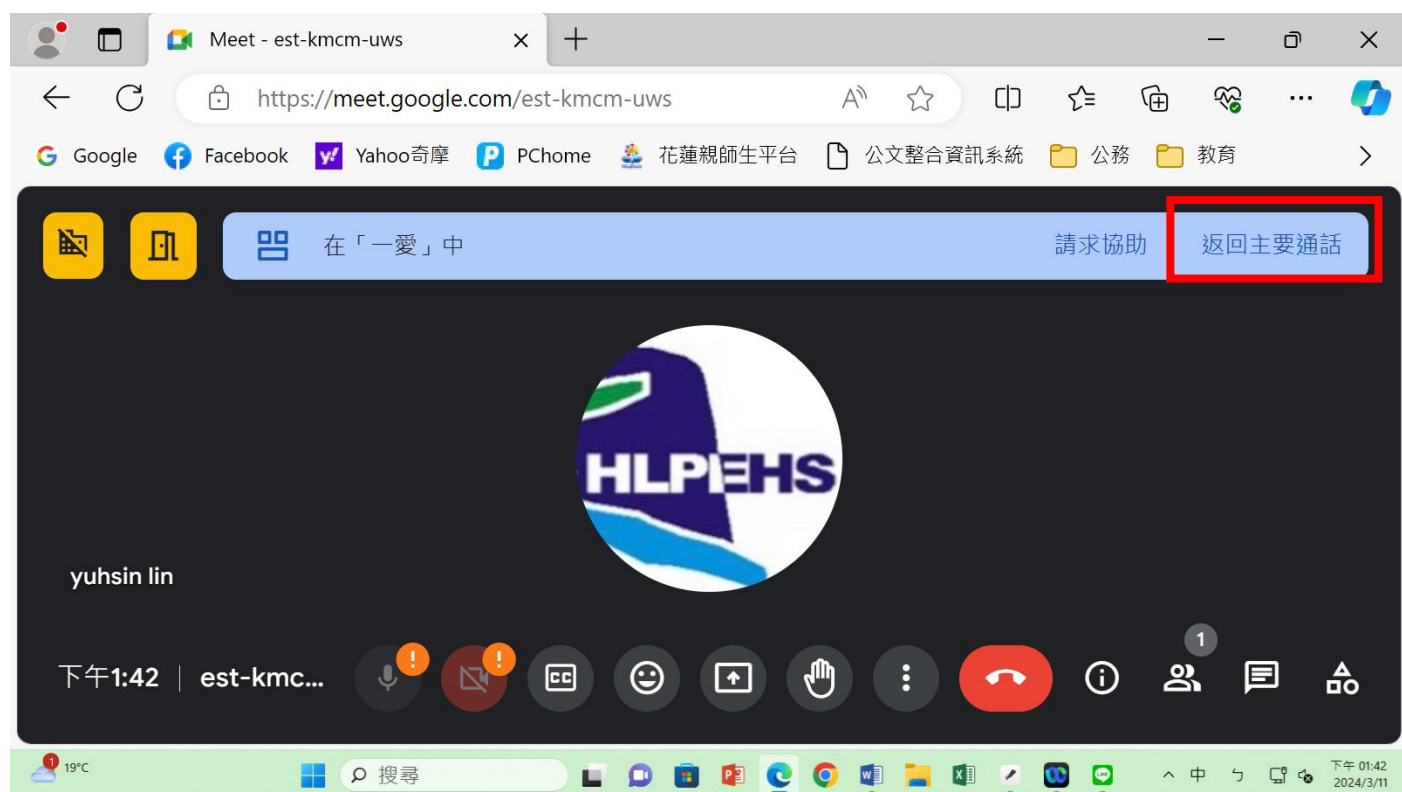 Meet - est-kmcm-uws
https://meet.google.com/est-kmcm-uws
Google Facebook Yahoo奇摩 PChome 花蓮親師生平台 公文整合資訊系統 公務 教育
在「一愛」中 請求協助 返回主要通話
HLPEHS
yuhsin lin
1
下午1:42 | est-kmc...
1
19°C 搜尋 中 ㄅ 下午 01:42
2024/3/11